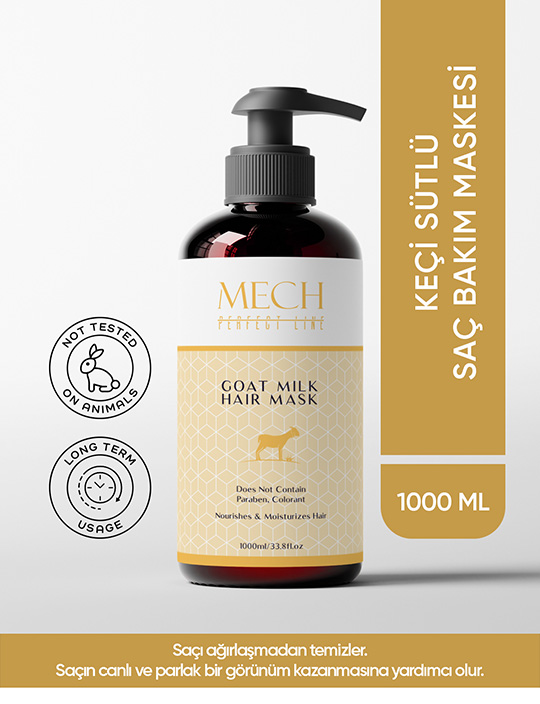 KEÇİ SÜTLÜ
SAÇ BAKIM MASKESİ
1000 ML
MECH
PERFECT LINE
GOAT MILK
HAIR MASK
Does Not Contain
Paraben, Colorant
Nourishes & Moisturizes Hair
1000ml/33.8fl.oz
NOT TESTED
ON ANIMALS
LONG TERM
USAGE
Saçı ağırlaşmadan temizler.
Saçın canlı ve parlak bir görünüm kazanmasına yardımcı olur.